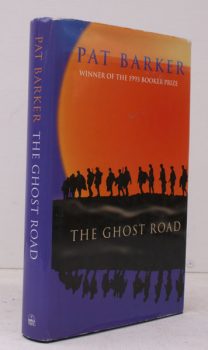 PAT BARKER
WINNER OF THE 1995 BOOKER PRIZE
THE GHOST ROAD
PAT BARKER THE GHOST ROAD